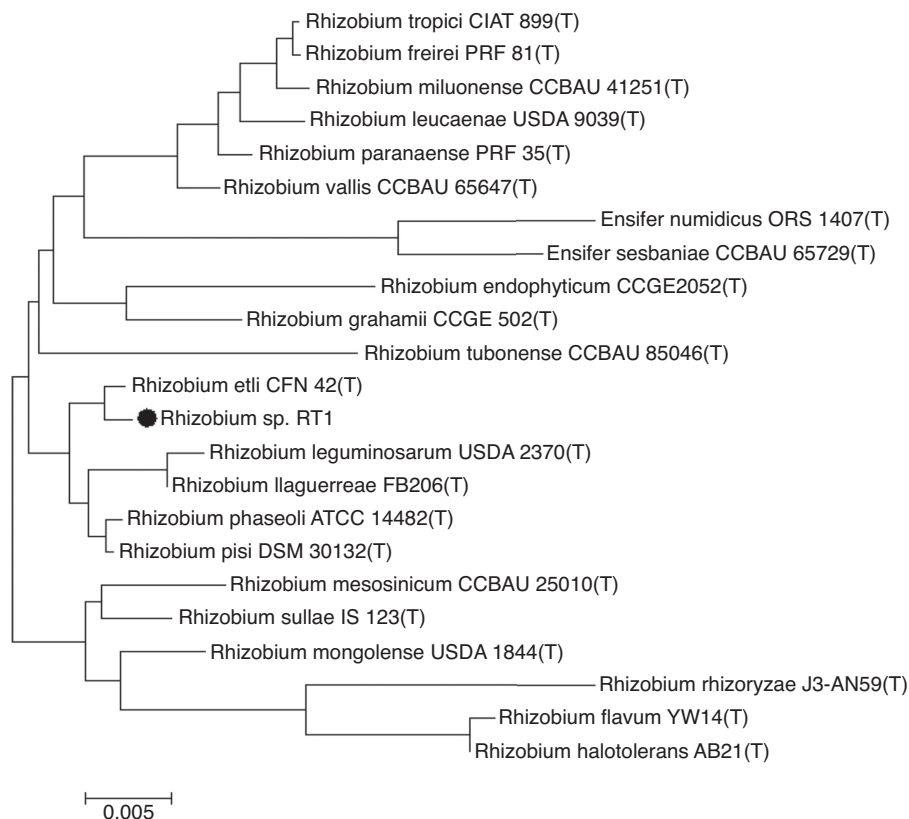 Rhizobium tropici CIAT 899(T)
Rhizobium freirei PRF 81(T)
Rhizobium miluonense CCBAU 41251(T)
Rhizobium leucaenae USDA 9039(T)
Rhizobium paranaense PRF 35(T)
Rhizobium vallis CCBAU 65647(T)
Ensifer numidicus ORS 1407(T)
Ensifer sesbaniae CCBAU 65729(T)
Rhizobium endophyticum CCGE2052(T)
Rhizobium grahamii CCGE 502(T)
Rhizobium tubonense CCBAU 85046(T)
Rhizobium etli CFN 42(T)
Rhizobium sp. RT1
Rhizobium leguminosarum USDA 2370(T)
Rhizobium llaguerreae FB206(T)
Rhizobium phaseoli ATCC 14482(T)
Rhizobium pisi DSM 30132(T)
Rhizobium mesosinicum CCBAU 25010(T)
Rhizobium sullae IS 123(T)
Rhizobium mongolense USDA 1844(T)
Rhizobium rhizoryzae J3-AN59(T)
Rhizobium flavum YW14(T)
Rhizobium halotolerans AB21(T)
0.005